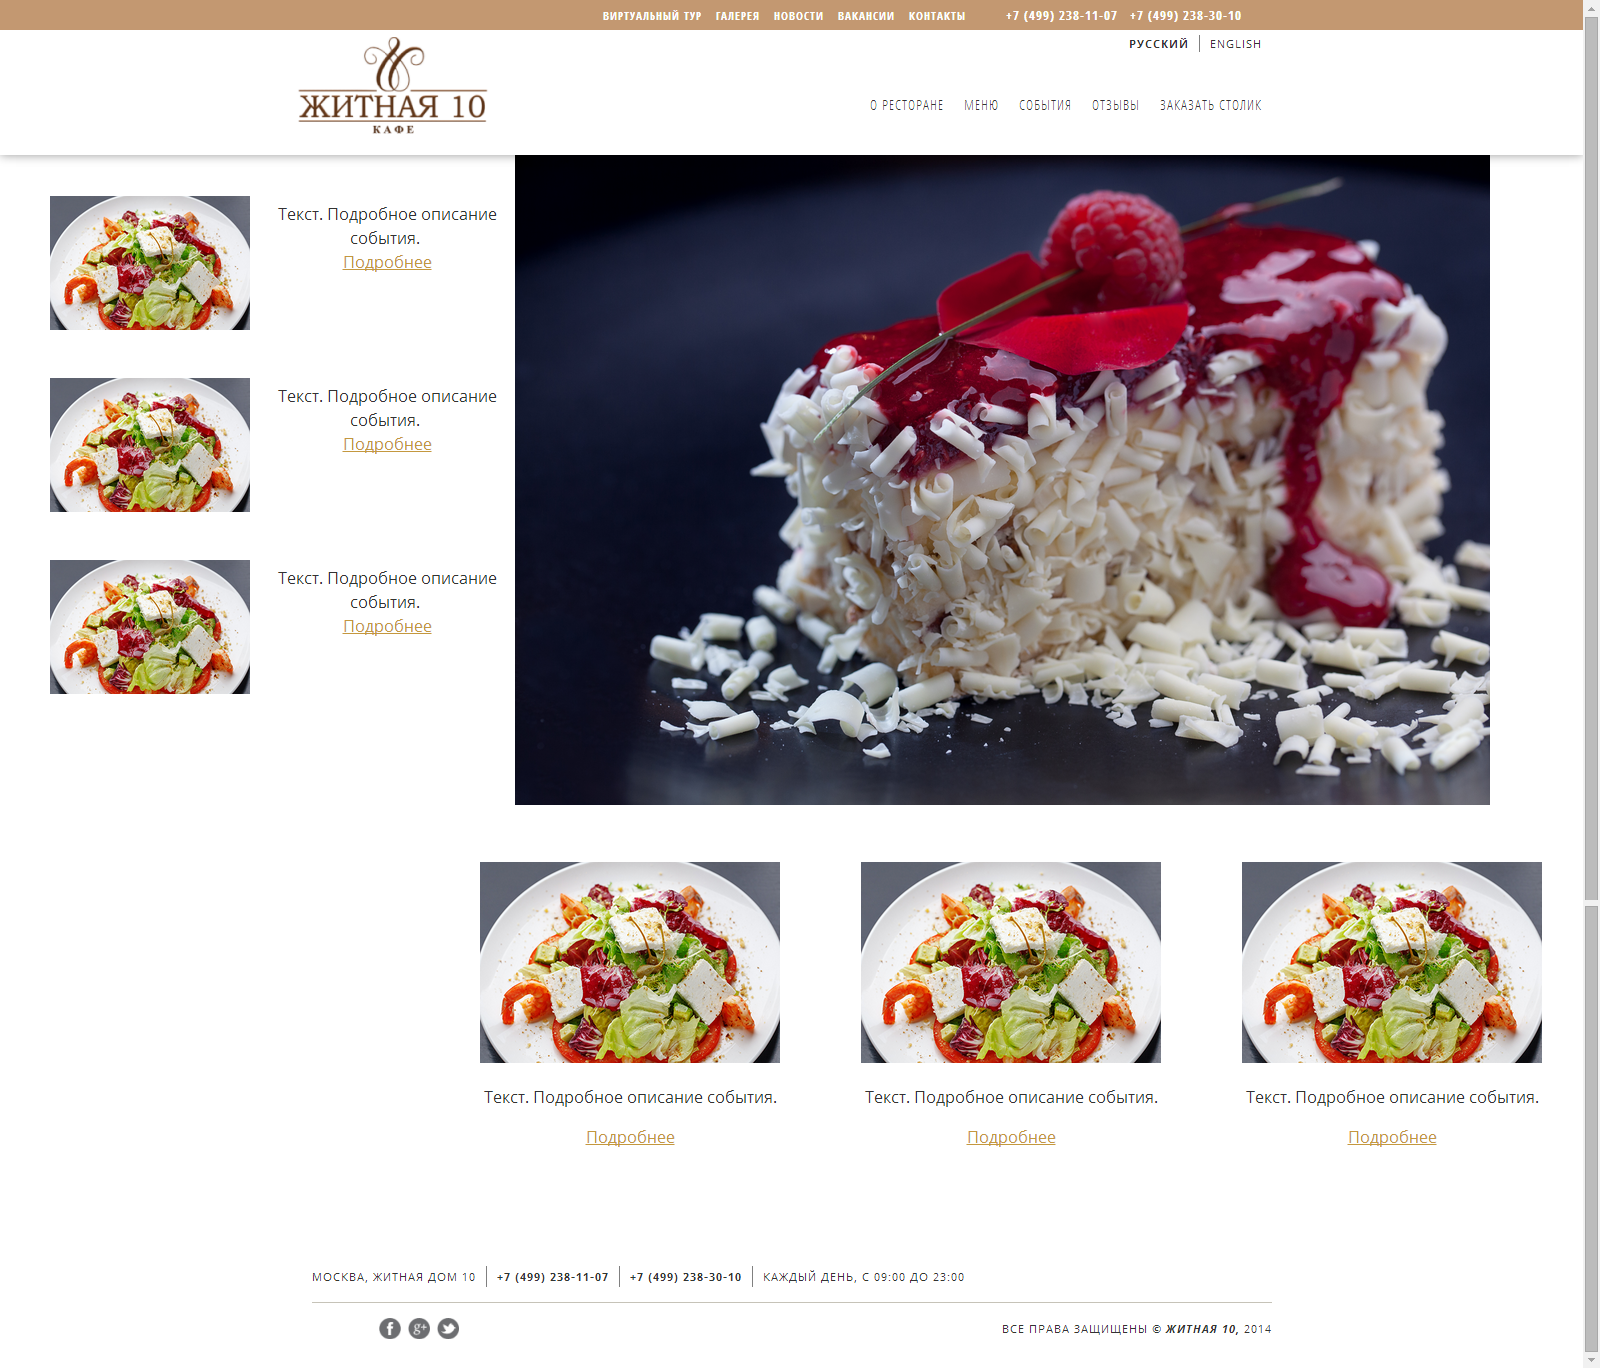 ВИРТУАЛЬНЫЙ ТУР ГАЛЕРЕЯ НОВОСТИ ВАКАНСИИ КОНТАКТЫ +7 (499) 238-11-07 +7 (499) 238-30-10
РУССКИЙ ENGLISH
ЖИТНАЯ 10
КАФЕ
О РЕСТОРАНЕ МЕНЮ СОБЫТИЯ ОТЗЫВЫ ЗАКАЗАТЬ СТОЛИК
Текст. Подробное описание
события.
Подробнее
Текст. Подробное описание
события.
Подробнее
Текст. Подробное описание
события.
Подробнее
Текст. Подробное описание события.
Подробнее
Текст. Подробное описание события.
Подробнее
Текст. Подробное описание события.
Подробнее
МОСКВА, ЖИТНАЯ ДОМ 10 +7 (499) 238-11-07 +7 (499) 238-30-10 КАЖДЫЙ ДЕНЬ, С 09:00 ДО 23:00
f g+ ВСЕ ПРАВА ЗАЩИЩЕНЫ © ЖИТНАЯ 10, 2014